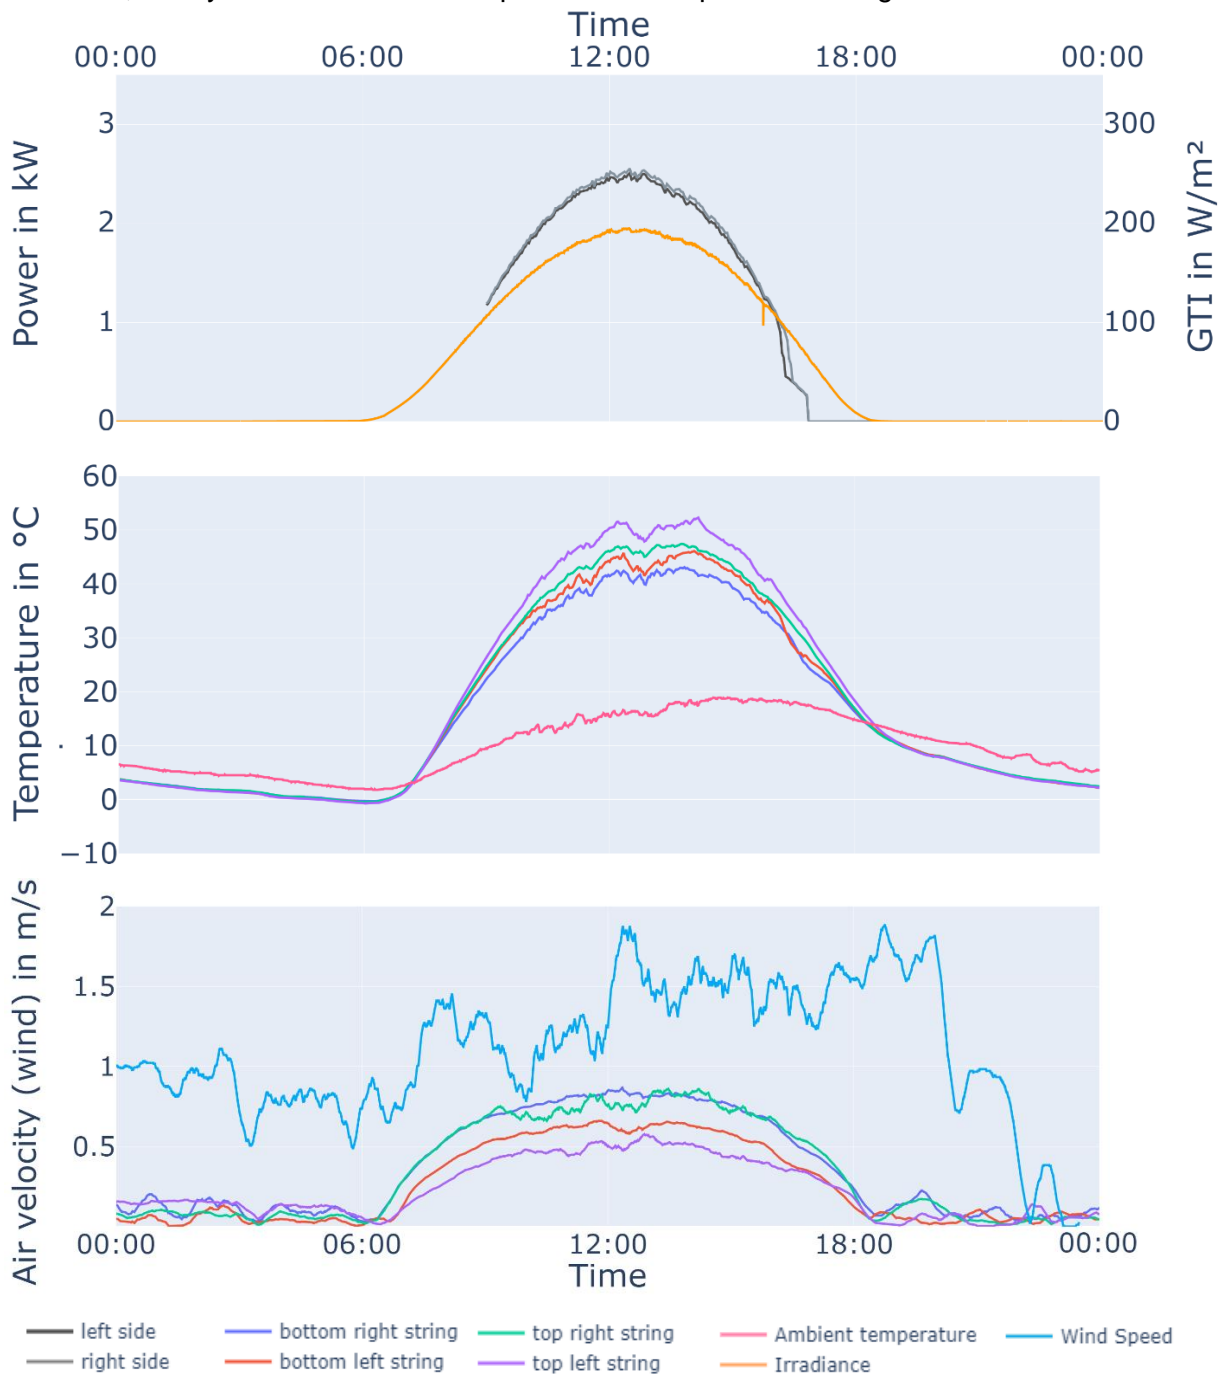 Time
00:00 06:00 12:00 18:00 00:00
Power in kW
3
2
1
0
300
200
100
0
GTI in W/m²
Temperature in °C
60
50
40
30
20
10
0
−10
Air velocity (wind) in m/s
2
1.5
1
0.5
00:00 06:00 12:00 18:00 00:00
Time
left side bottom right string top right string Ambient temperature Wind Speed
right side bottom left string top left string Irradiance